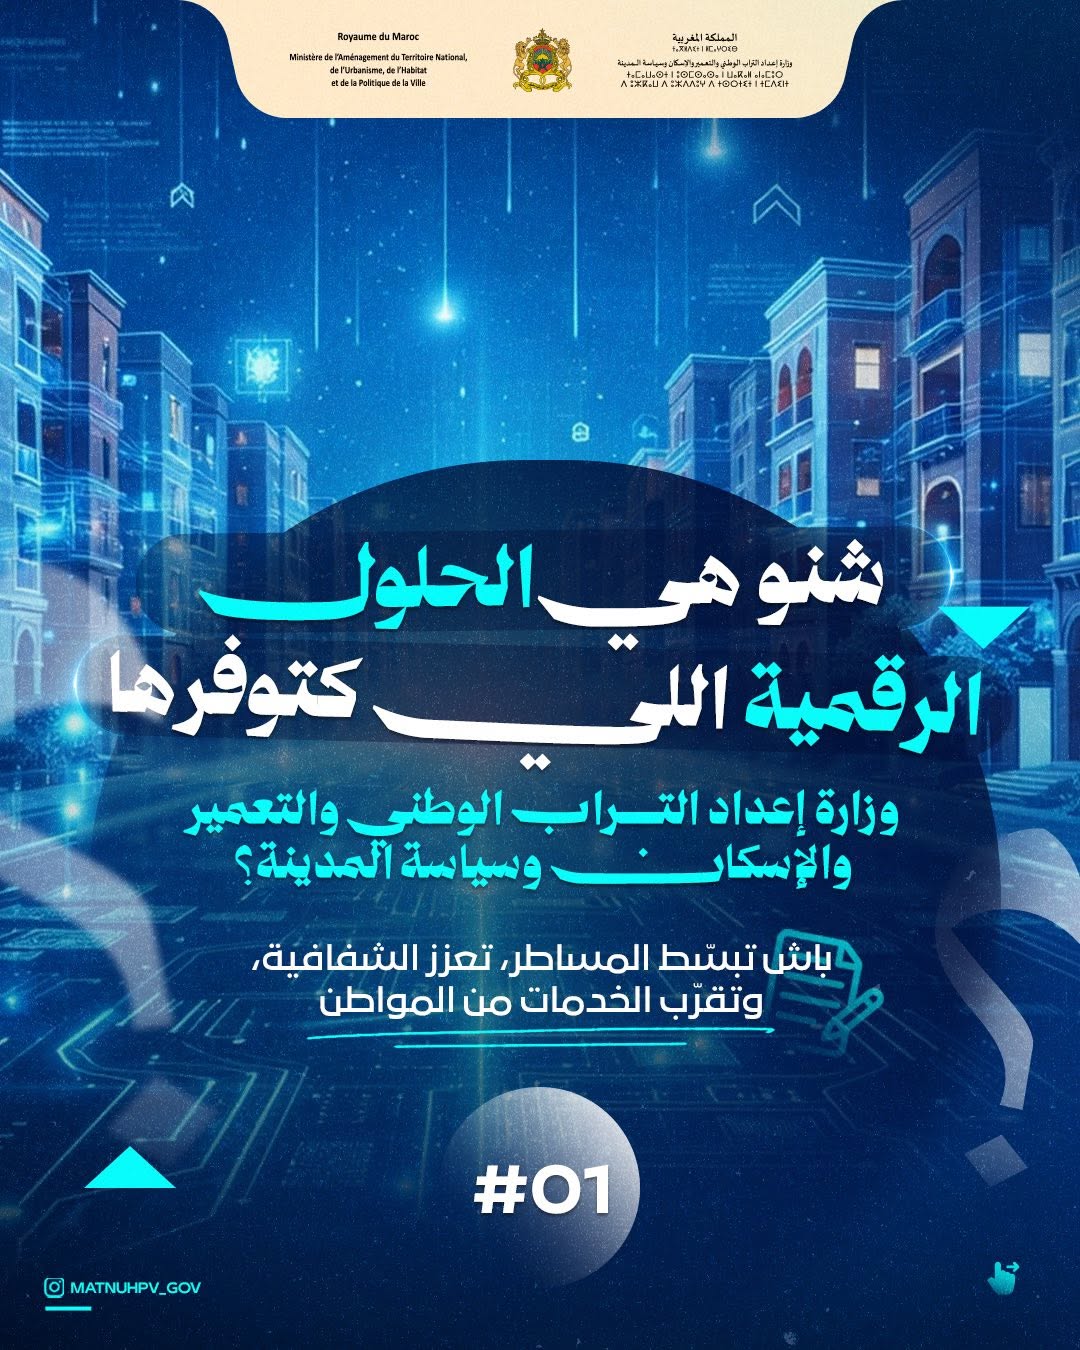 Royaume du Maroc
Ministère de l'Aménagement du Territoire National,
de l'Urbanisme, de l'Habitat
et de la Politique de la Ville
المملكة المغربية
ⵜⴰⴳⵍⴷⵉⵜ ⵏ ⵍⵎⵖⵔⵉⴱ
وزارة إعداد التراب الوطني والتعمير والإسكان وسياسة المدينة
شنو هي الحلول
الرقمية اللي كتوفرها
وزارة إعداد التراب الوطني والتعمير
والإسكان وسياسة المدينة؟
باش تبسّط المساطر، تعزز الشفافية،
وتقرّب الخدمات من المواطن
#01
MATNUHPV_GOV